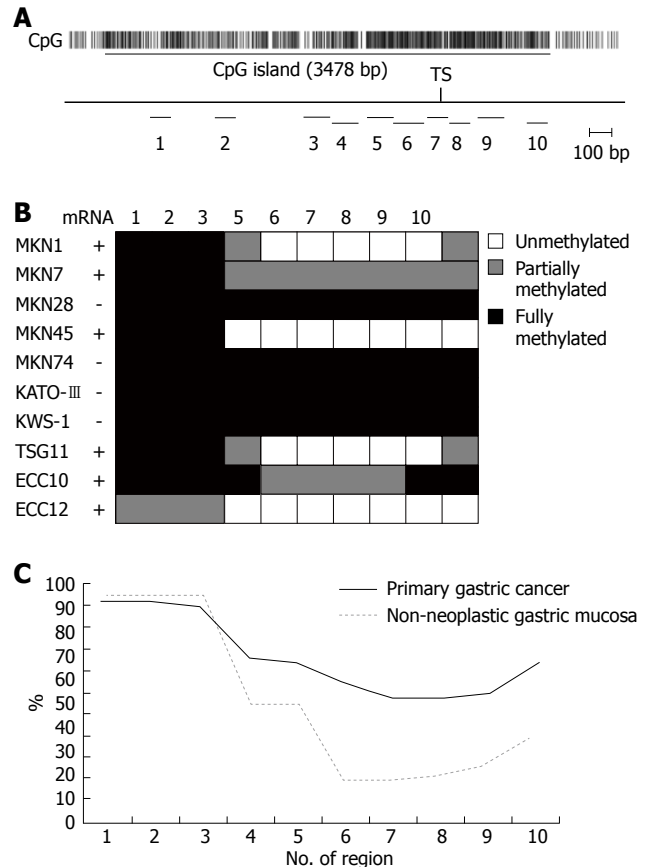 A
CpG
CpG island (3478 bp)
TS
1 2 3 4 5 6 7 8 9 10
100 bp
B
mRNA 1 2 3 5 6 7 8 9 10
MKN1 +
MKN7 +
MKN28 -
MKN45 +
MKN74 -
KATO-Ⅲ -
KWS-1 -
TSG11 +
ECC10 +
ECC12 +
Unmethylated
Partially
methylated
Fully
methylated
C
100
90
80
70
60
50
40
30
20
10
0
%
Primary gastric cancer
Non-neoplastic gastric mucosa
1 2 3 4 5 6 7 8 9 10
No. of region